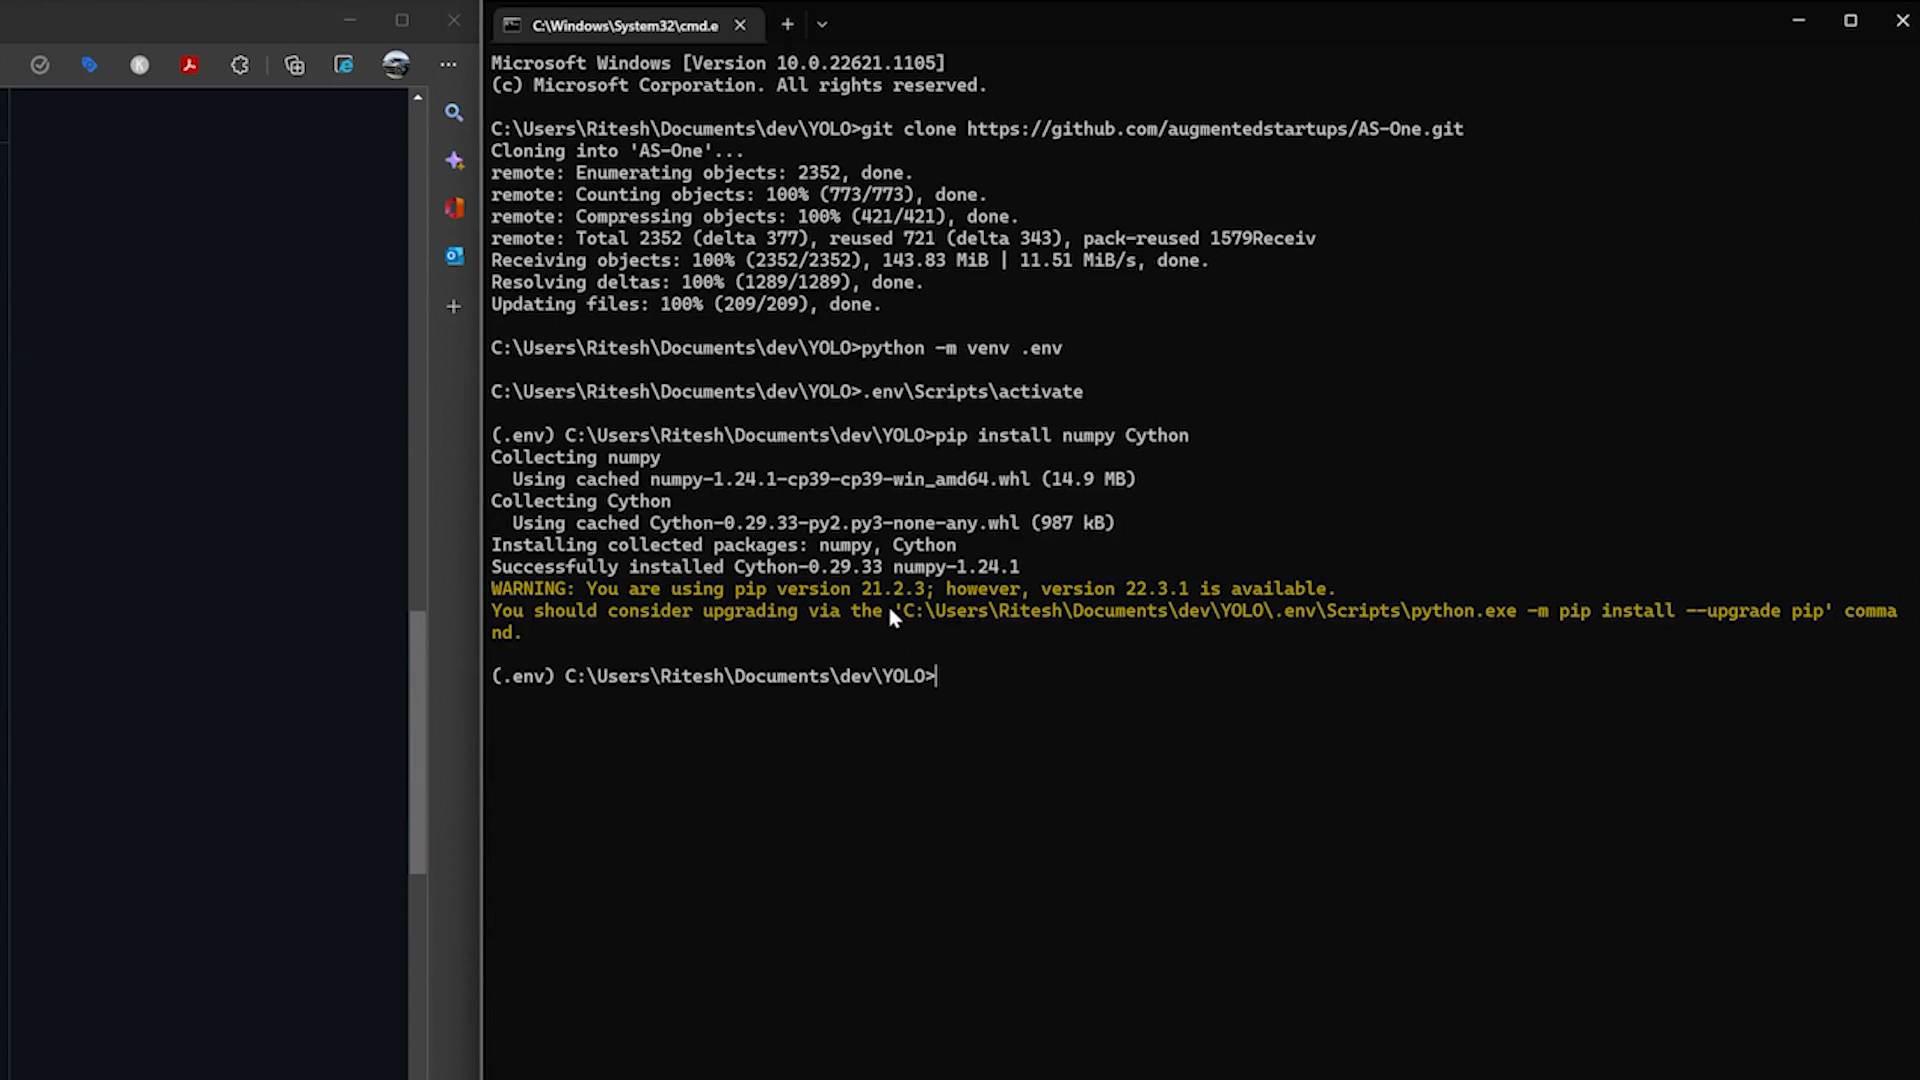 C:\Windows\System32\cmd.e
Microsoft Windows [Version 10.0.22621.1105]
(c) Microsoft Corporation. All rights reserved.
C:\Users\Ritesh\Documents\dev\YOLO>git clone https://github.com/augmentedstartups/AS-One.git
Cloning into 'AS-One'...
remote: Enumerating objects: 2352, done.
remote: Counting objects: 100% (773/773), done.
remote: Compressing objects: 100% (421/421), done.
remote: Total 2352 (delta 377), reused 721 (delta 343), pack-reused 1579Receiv
Receiving objects: 100% (2352/2352), 143.83 MiB | 11.51 MiB/s, done.
Resolving deltas: 100% (1289/1289), done.
Updating files: 100% (209/209), done.
C:\Users\Ritesh\Documents\dev\YOLO>python -m venv .env
C:\Users\Ritesh\Documents\dev\YOLO>.env\Scripts\activate
(.env) C:\Users\Ritesh\Documents\dev\YOLO>pip install numpy Cython
Collecting numpy
  Using cached numpy-1.24.1-cp39-cp39-win_amd64.whl (14.9 MB)
Collecting Cython
  Using cached Cython-0.29.33-py2.py3-none-any.whl (987 kB)
Installing collected packages: numpy, Cython
Successfully installed Cython-0.29.33 numpy-1.24.1
WARNING: You are using pip version 21.2.3; however, version 22.3.1 is available.
You should consider upgrading via the 'C:\Users\Ritesh\Documents\dev\YOLO\.env\Scripts\python.exe -m pip install --upgrade pip' comma
nd.
(.env) C:\Users\Ritesh\Documents\dev\YOLO>